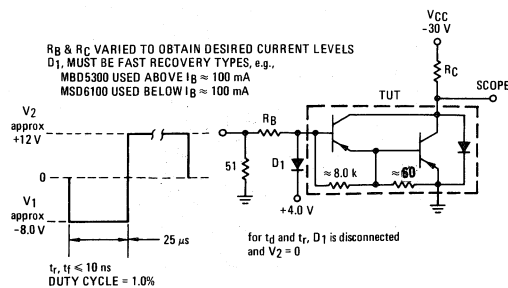 RB & RC VARIED TO OBTAIN DESIRED CURRENT LEVELS
D1, MUST BE FAST RECOVERY TYPES, e.g.,
MBD5300 USED ABOVE IB ≈ 100 mA
MSD6100 USED BELOW IB ≈ 100 mA
VCC
-30 V
RC
SCOPE
TUT
V2
approx
+12 V
0
V1
approx
-8.0 V
25 μs
tr, tf ≤ 10 ns
DUTY CYCLE = 1.0%
RB
51
D1
+4.0 V
≈ 8.0 k
≈ 60
for td and tr, D1 is disconnected
and V2 = 0